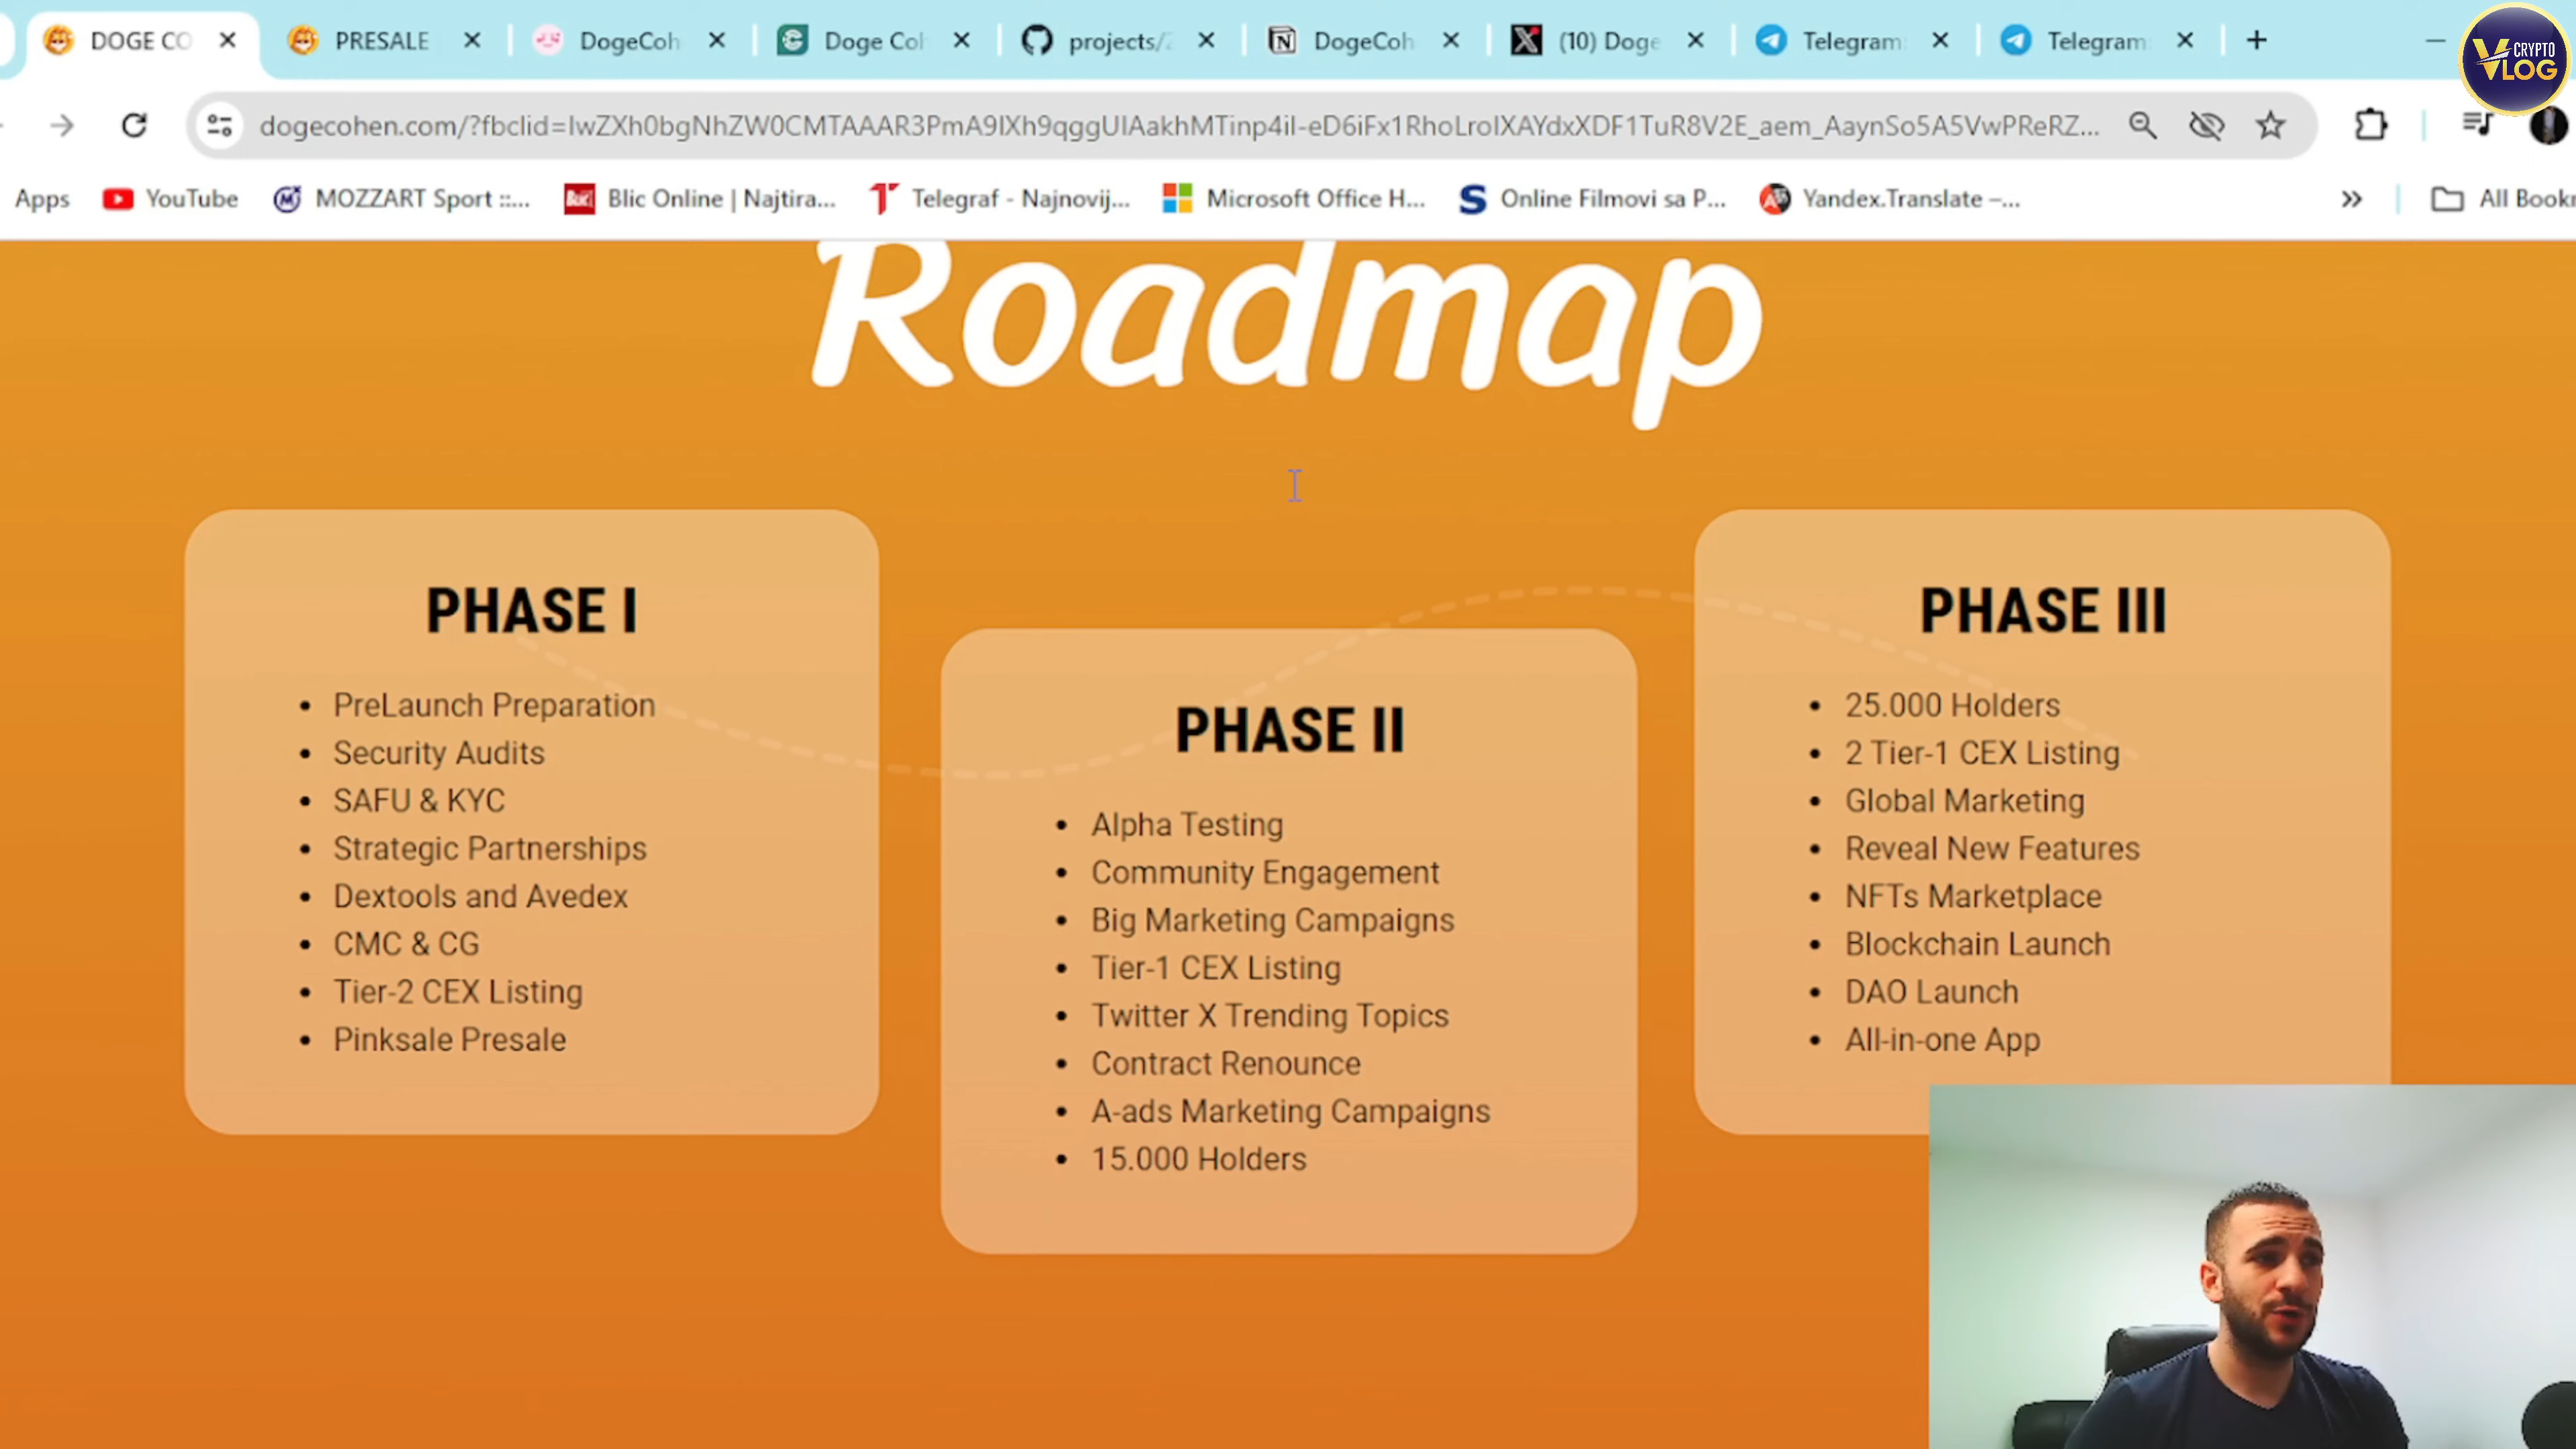 DOGE CO
PRESALE
DogeCoh
Doge Col
projects/
DogeCoh
(10) Doge
Telegram
Telegram
CRYPTO
VLOG
dogecohen.com/?fbclid=IwZXh0bgNhZW0CMTAAAR3PmA9IXh9qggUIAakhMTinp4iI-eD6iFx1RhoLroIXAYdxXDF1TuR8V2E_aem_AaynSo5A5VwPReRZ...
Apps
YouTube
MOZZART Sport ::...
Blic Online | Najtira...
Telegraf - Najnovij...
Microsoft Office H...
Online Filmovi sa P...
Yandex.Translate –...
All Book
Roadmap
PHASE I
PreLaunch Preparation
Security Audits
SAFU & KYC
Strategic Partnerships
Dextools and Avedex
CMC & CG
Tier-2 CEX Listing
Pinksale Presale
PHASE II
Alpha Testing
Community Engagement
Big Marketing Campaigns
Tier-1 CEX Listing
Twitter X Trending Topics
Contract Renounce
A-ads Marketing Campaigns
15.000 Holders
PHASE III
25.000 Holders
2 Tier-1 CEX Listing
Global Marketing
Reveal New Features
NFTs Marketplace
Blockchain Launch
DAO Launch
All-in-one App